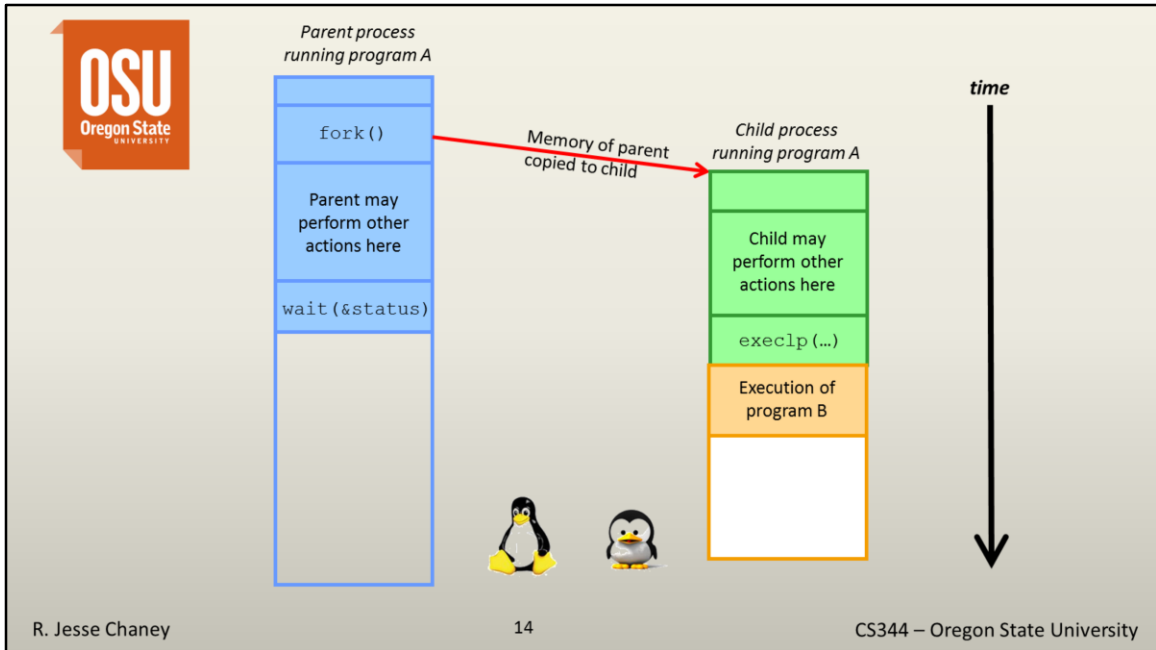 OSU
Oregon State
UNIVERSITY
Parent process
running program A
fork()
Parent may
perform other
actions here
wait(&status)
Memory of parent
copied to child
Child process
running program A
Child may
perform other
actions here
execlp(…)
Execution of
program B
time
R. Jesse Chaney
14
CS344 – Oregon State University